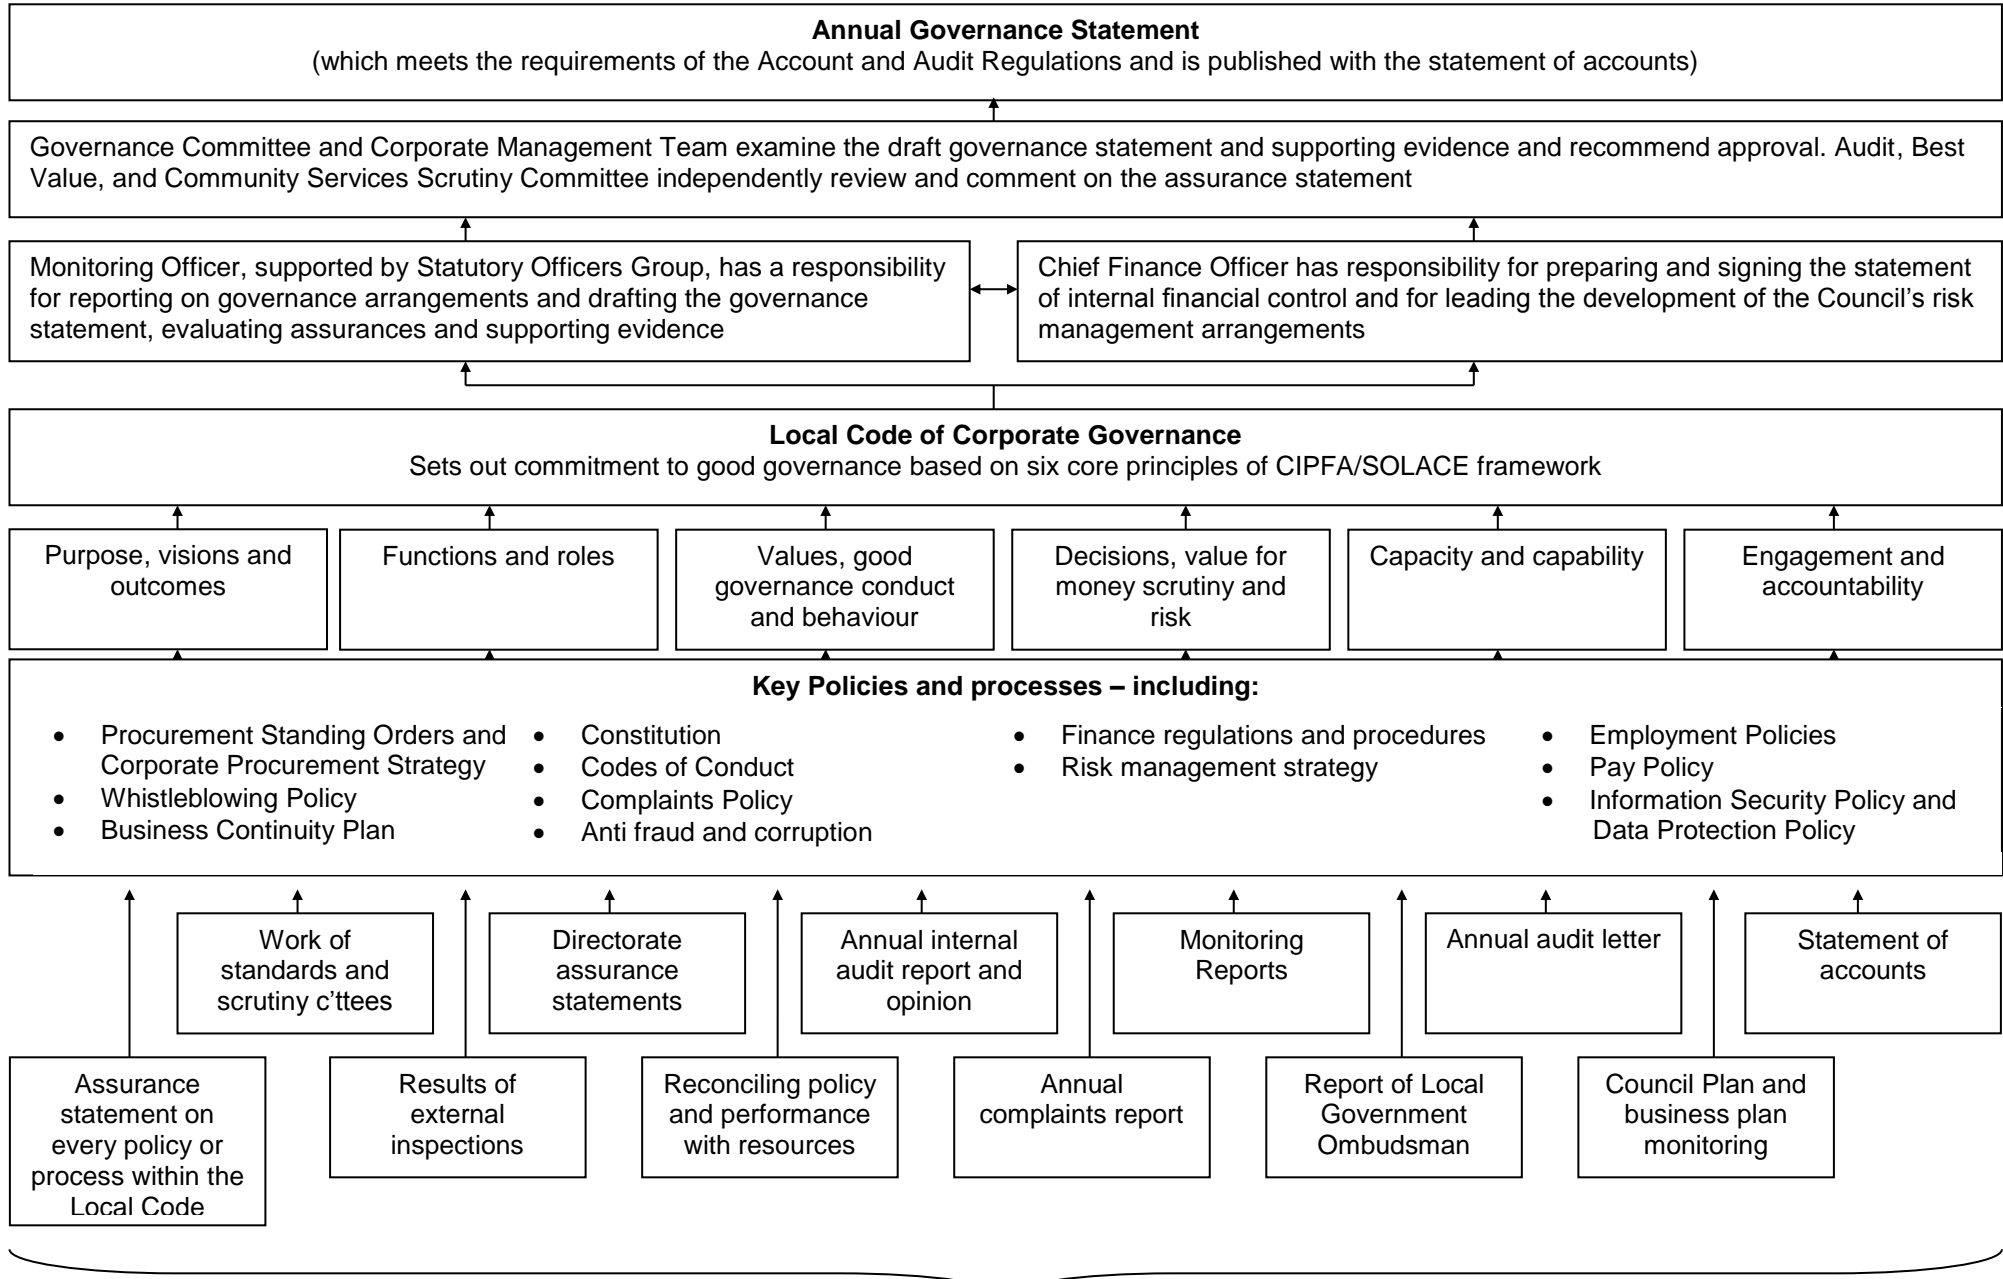 Annual Governance Statement
(which meets the requirements of the Account and Audit Regulations and is published with the statement of accounts)
Governance Committee and Corporate Management Team examine the draft governance statement and supporting evidence and recommend approval. Audit, Best
Value, and Community Services Scrutiny Committee independently review and comment on the assurance statement
Monitoring Officer, supported by Statutory Officers Group, has a responsibility
for reporting on governance arrangements and drafting the governance
statement, evaluating assurances and supporting evidence
Chief Finance Officer has responsibility for preparing and signing the statement
of internal financial control and for leading the development of the Council's risk
management arrangements
Local Code of Corporate Governance
Sets out commitment to good governance based on six core principles of CIPFA/SOLACE framework
Purpose, visions and
outcomes
Functions and roles
Values, good
governance conduct
and behaviour
Decisions, value for
money scrutiny and
risk
Capacity and capability
Engagement and
accountability
Key Policies and processes – including:
• Procurement Standing Orders and
Corporate Procurement Strategy
• Whistleblowing Policy
• Business Continuity Plan
• Constitution
• Codes of Conduct
• Complaints Policy
• Anti fraud and corruption
• Finance regulations and procedures
• Risk management strategy
• Employment Policies
• Pay Policy
• Information Security Policy and
Data Protection Policy
Work of
standards and
scrutiny c'ttees
Directorate
assurance
statements
Annual internal
audit report and
opinion
Monitoring
Reports
Annual audit letter
Statement of
accounts
Assurance
statement on
every policy or
process within the
Local Code
Results of
external
inspections
Reconciling policy
and performance
with resources
Annual
complaints report
Report of Local
Government
Ombudsman
Council Plan and
business plan
monitoring